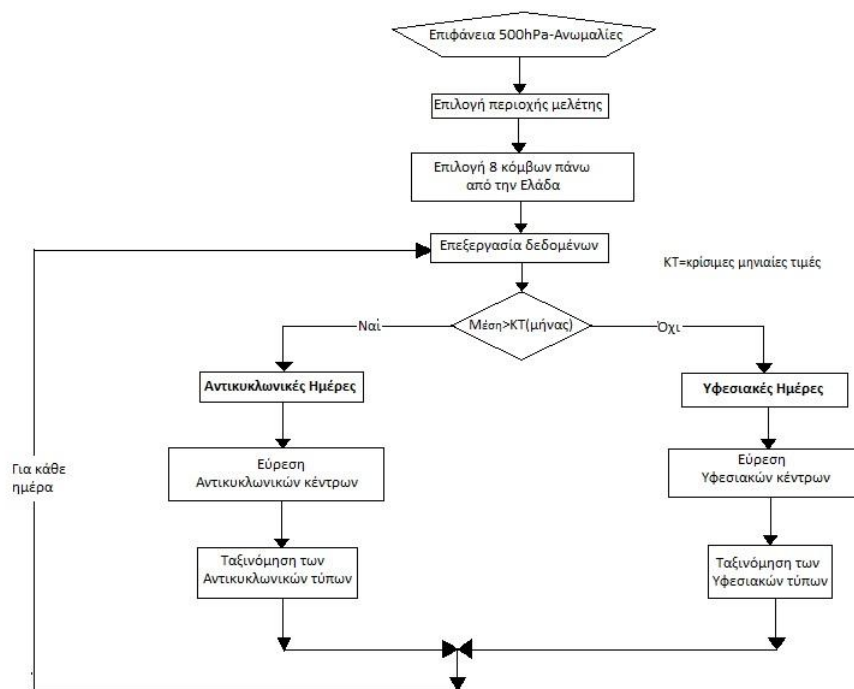 Επιφάνεια 500hPa-Ανωμαλίες
Επιλογή περιοχής μελέτης
Επιλογή 8 κόμβων πάνω
από την Ελάδα
Επεξεργασία δεδομένων
ΚΤ=κρίσιμες μηνιαίες τιμές
Μέση>ΚΤ(μήνας)
Ναί
Όχι
Αντικυκλωνικές Ημέρες
Υφεσιακές Ημέρες
Εύρεση
Αντικυκλωνικών κέντρων
Εύρεση
Υφεσιακών κέντρων
Για κάθε
ημέρα
Ταξινόμηση των
Αντικυκλωνικών τύπων
Ταξινόμηση των
Υφεσιακών τύπων